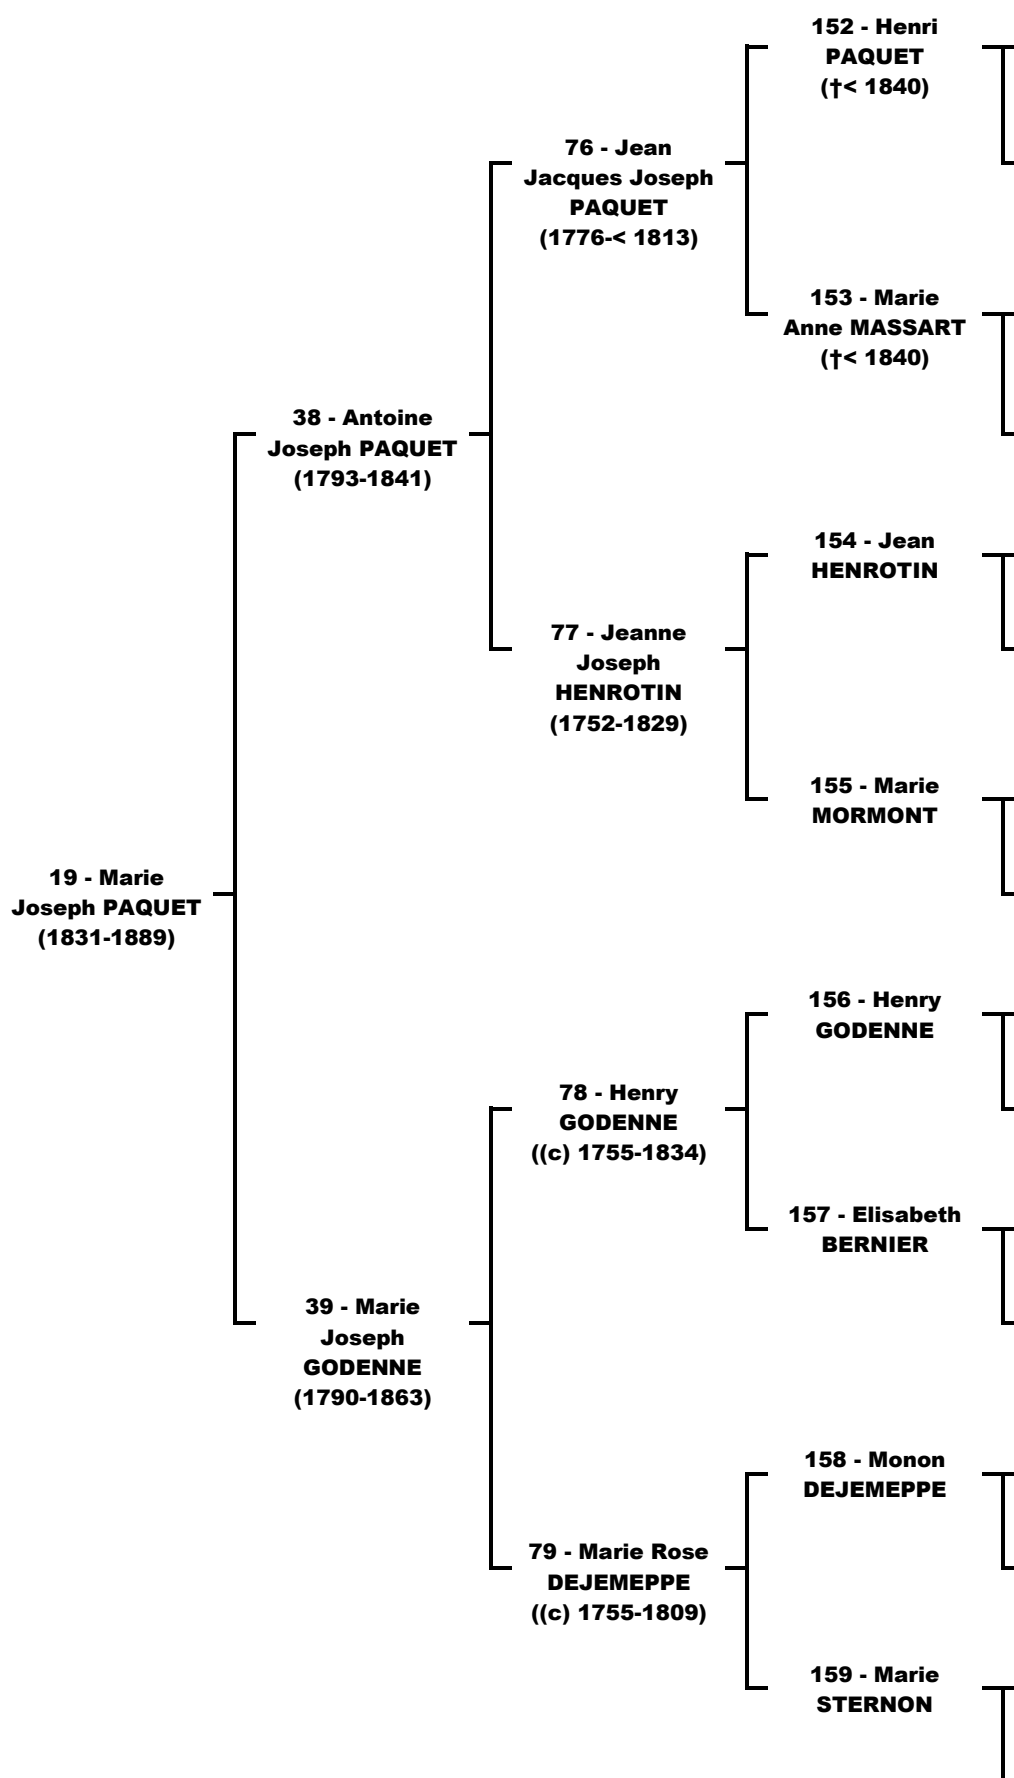 152 - Henri
PAQUET
(†< 1840)
76 - Jean
Jacques Joseph
PAQUET
(1776-< 1813)
153 - Marie
Anne MASSART
(†< 1840)
38 - Antoine
Joseph PAQUET
(1793-1841)
154 - Jean
HENROTIN
77 - Jeanne
Joseph
HENROTIN
(1752-1829)
155 - Marie
MORMONT
19 - Marie
Joseph PAQUET
(1831-1889)
156 - Henry
GODENNE
78 - Henry
GODENNE
((c) 1755-1834)
157 - Elisabeth
BERNIER
39 - Marie
Joseph
GODENNE
(1790-1863)
158 - Monon
DEJEMEPPE
79 - Marie Rose
DEJEMEPPE
((c) 1755-1809)
159 - Marie
STERNON